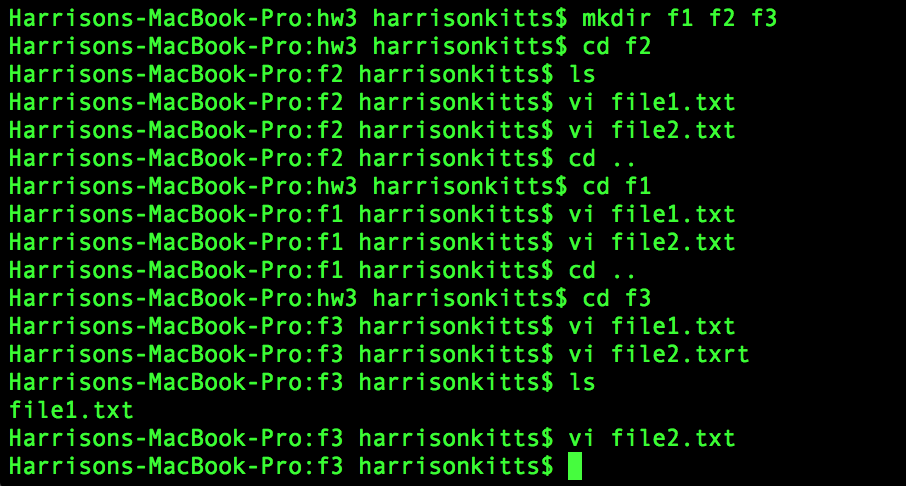 Harrisons-MacBook-Pro:hw3 harrisonkitts$ mkdir f1 f2 f3
Harrisons-MacBook-Pro:hw3 harrisonkitts$ cd f2
Harrisons-MacBook-Pro:f2 harrisonkitts$ ls
Harrisons-MacBook-Pro:f2 harrisonkitts$ vi file1.txt
Harrisons-MacBook-Pro:f2 harrisonkitts$ vi file2.txt
Harrisons-MacBook-Pro:f2 harrisonkitts$ cd ..
Harrisons-MacBook-Pro:hw3 harrisonkitts$ cd f1
Harrisons-MacBook-Pro:f1 harrisonkitts$ vi file1.txt
Harrisons-MacBook-Pro:f1 harrisonkitts$ vi file2.txt
Harrisons-MacBook-Pro:f1 harrisonkitts$ cd ..
Harrisons-MacBook-Pro:hw3 harrisonkitts$ cd f3
Harrisons-MacBook-Pro:f3 harrisonkitts$ vi file1.txt
Harrisons-MacBook-Pro:f3 harrisonkitts$ vi file2.txrt
Harrisons-MacBook-Pro:f3 harrisonkitts$ ls
file1.txt
Harrisons-MacBook-Pro:f3 harrisonkitts$ vi file2.txt
Harrisons-MacBook-Pro:f3 harrisonkitts$